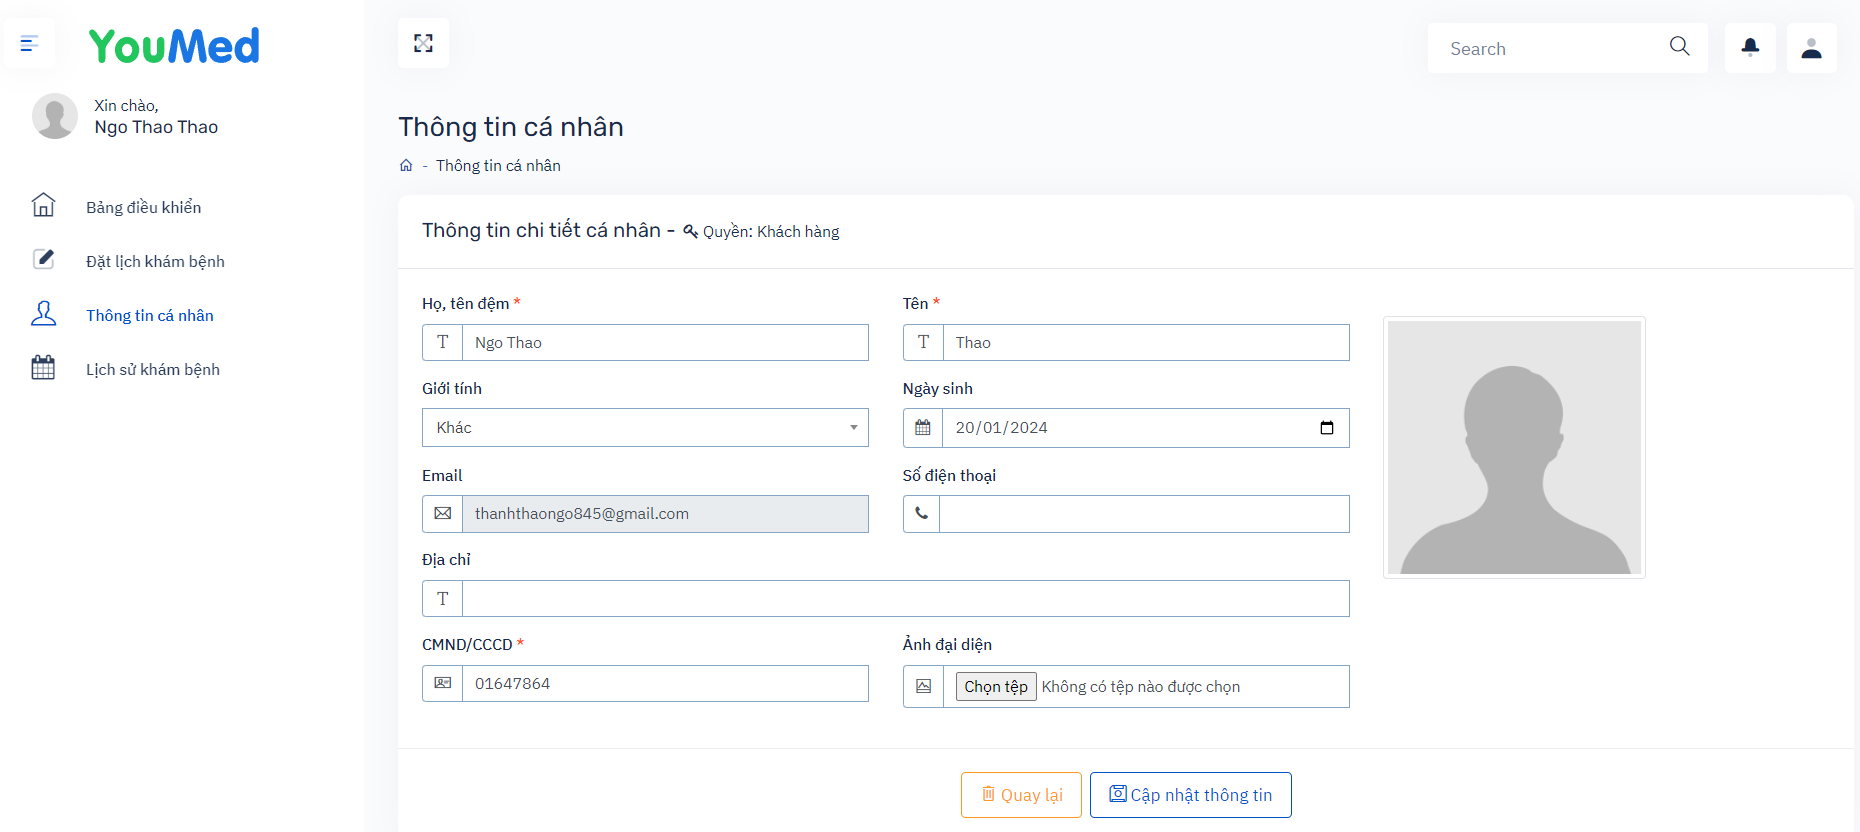 YouMed
Search
Xin chào,
Ngo Thao Thao
Bảng điều khiển
Đặt lịch khám bệnh
Thông tin cá nhân
Lịch sử khám bệnh
Thông tin cá nhân
- Thông tin cá nhân
Thông tin chi tiết cá nhân - Quyền: Khách hàng
Họ, tên đệm * Tên *
T Ngo Thao T Thao
Giới tính Ngày sinh
Khác 20/01/2024
Email Số điện thoại
thanhthaongo845@gmail.com
Địa chỉ
T
CMND/CCCD * Ảnh đại diện
01647864 Chọn tệp Không có tệp nào được chọn
Quay lại Cập nhật thông tin